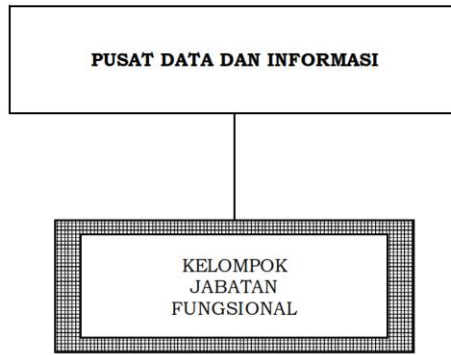 PUSAT DATA DAN INFORMASI
KELOMPOK
JABATAN
FUNGSIONAL